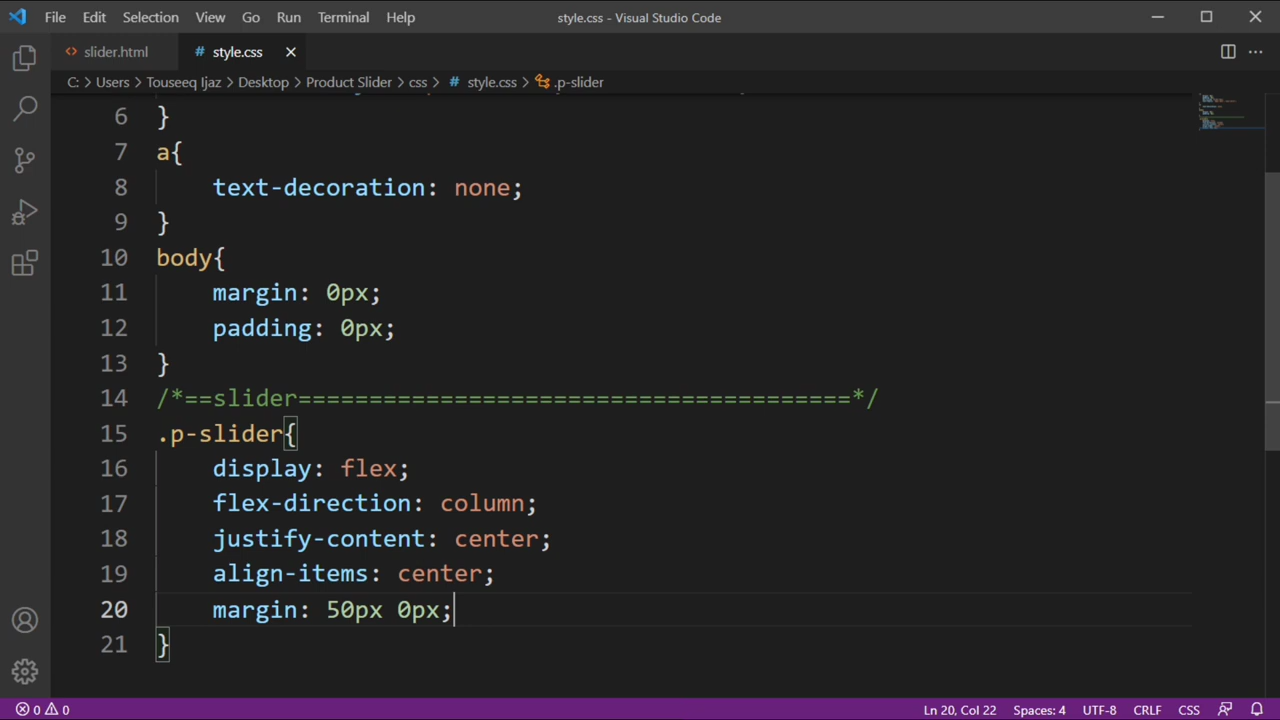 File Edit Selection View Go Run Terminal Help style.css - Visual Studio Code
slider.html # style.css
C: > Users > Touseeq Ijaz > Desktop > Product Slider > css > # style.css > .p-slider
6 }
7 a{
8 text-decoration: none;
9 }
10 body{
11 margin: 0px;
12 padding: 0px;
13 }
14 /*==slider=======================================*/
15 .p-slider{
16 display: flex;
17 flex-direction: column;
18 justify-content: center;
19 align-items: center;
20 margin: 50px 0px;
21 }
0 0 Ln 20, Col 22 Spaces: 4 UTF-8 CRLF CSS